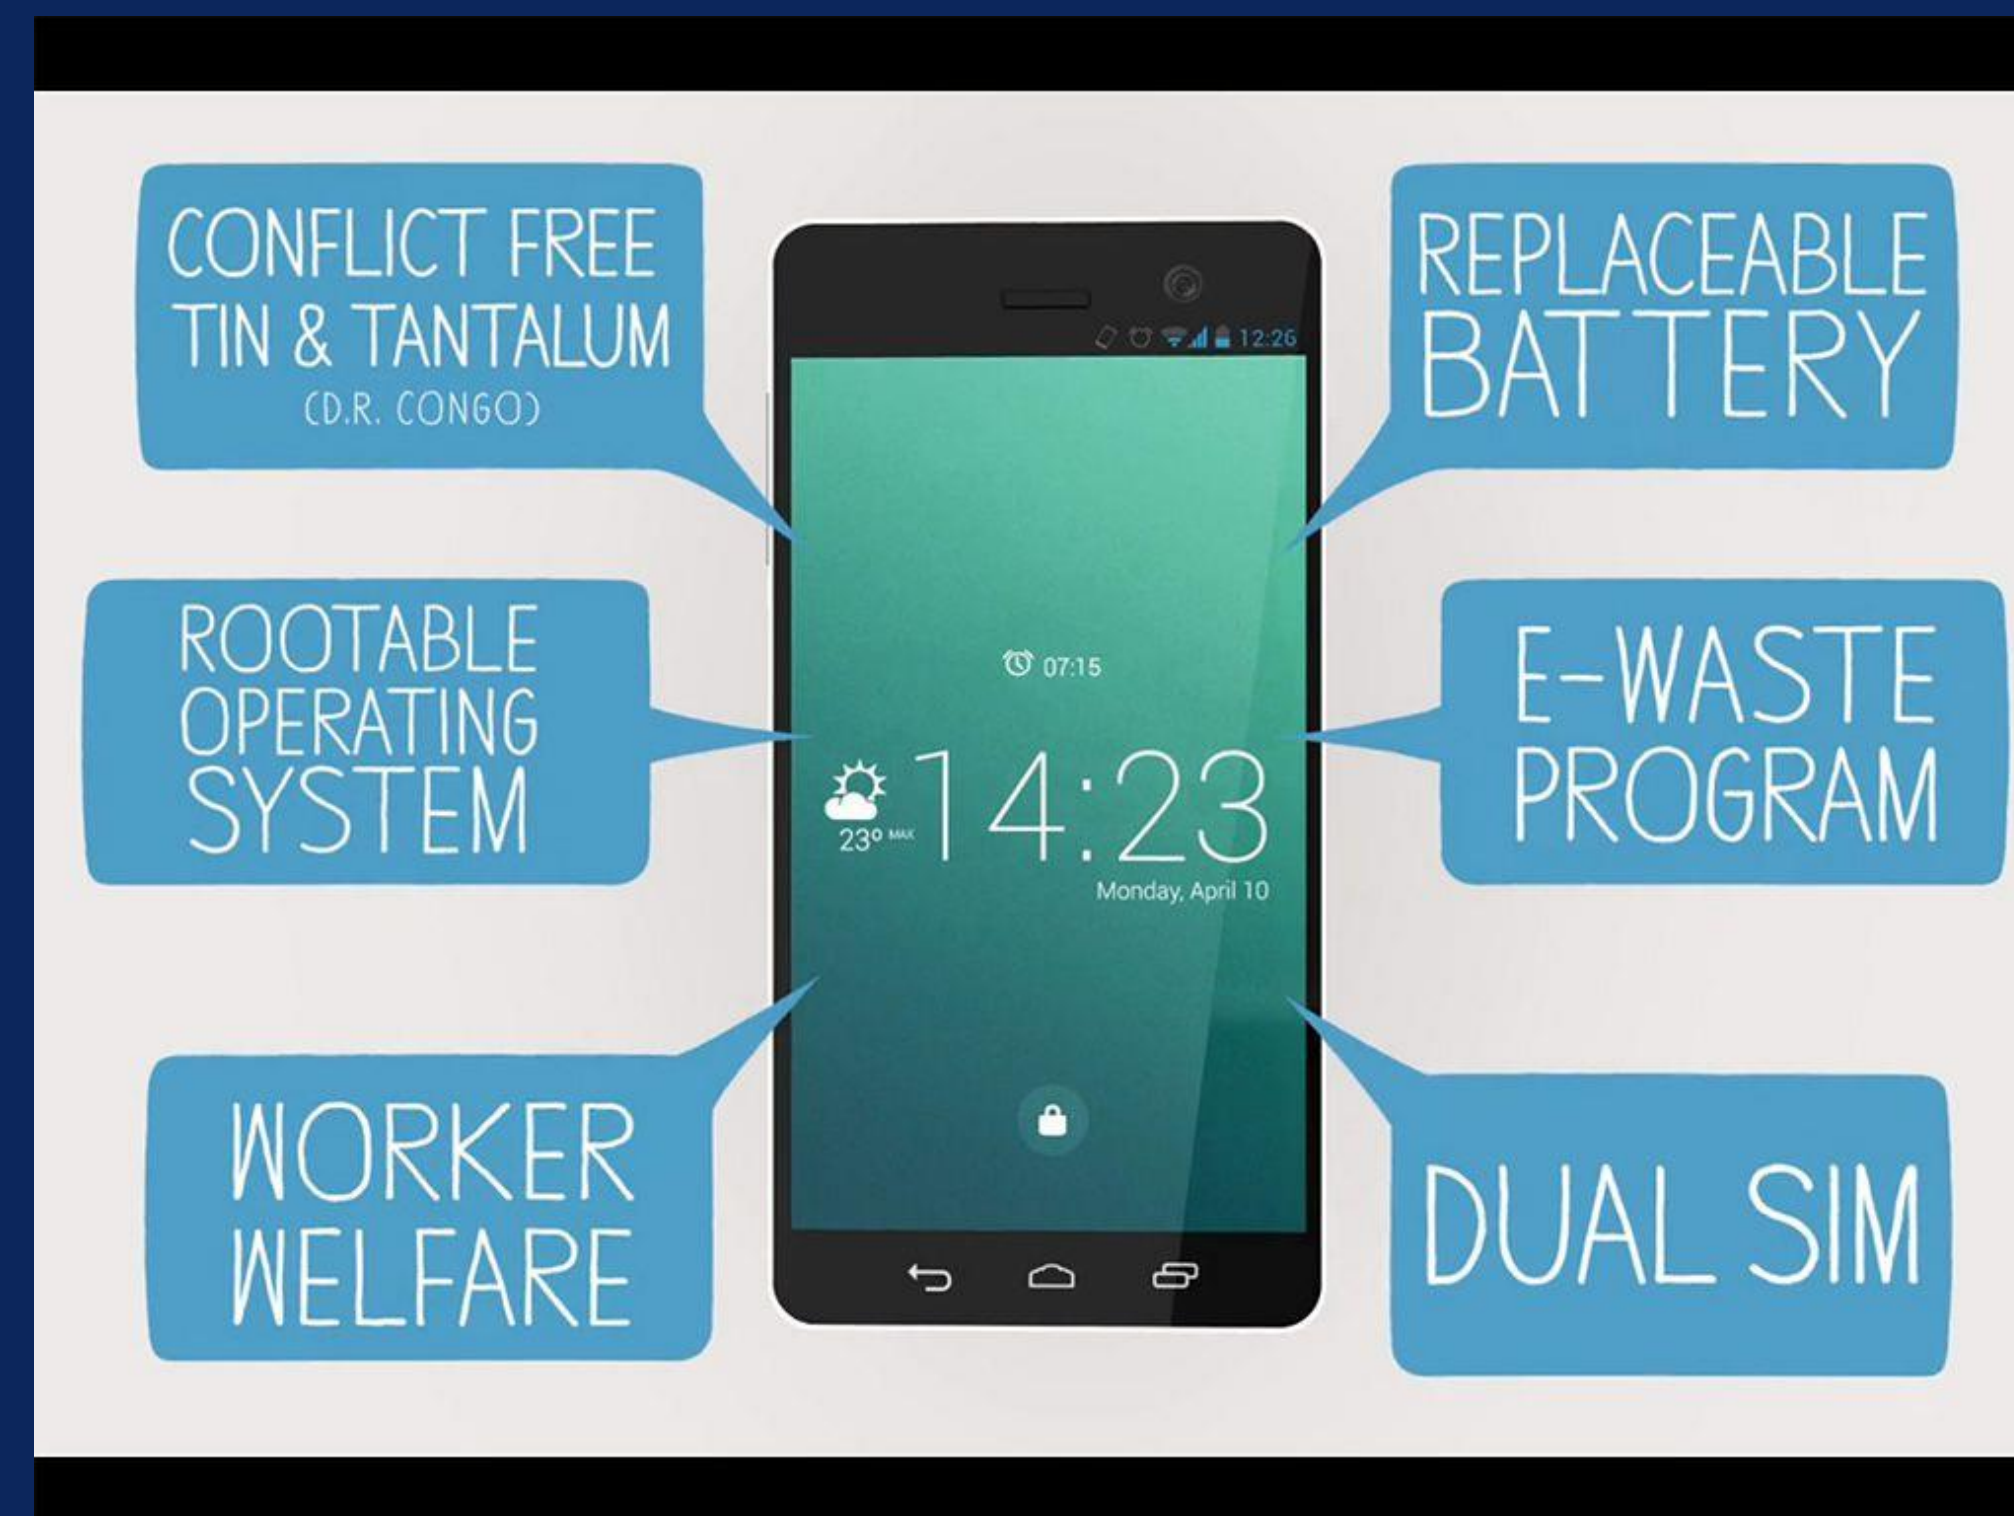 CONFLICT FREE
TIN & TANTALUM
(D.R. CONGO)
REPLACEABLE
BATTERY
12:26
ROOTABLE
OPERATING
SYSTEM
07:15
14:23
23º MAX
Monday, April 10
E-WASTE
PROGRAM
WORKER
WELFARE
DUAL SIM